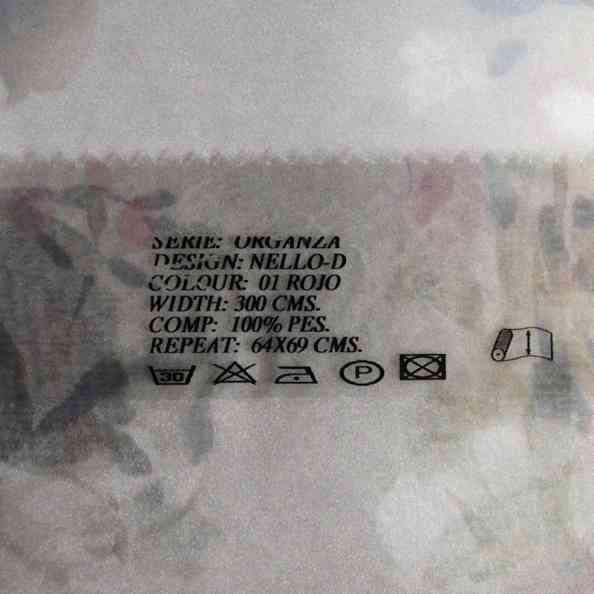 SERIE: ORGANZA
DESIGN: NELLO-D
COLOUR: 01 ROJO
WIDTH: 300 CMS.
COMP: 100% PES.
REPEAT: 64X69 CMS.
30 P